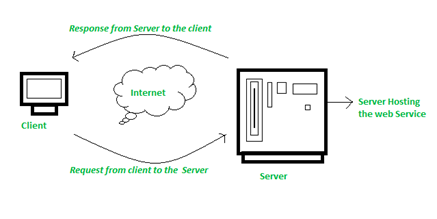 Response from Server to the client
Internet
Server Hosting
the web Service
Client
Request from client to the Server
Server